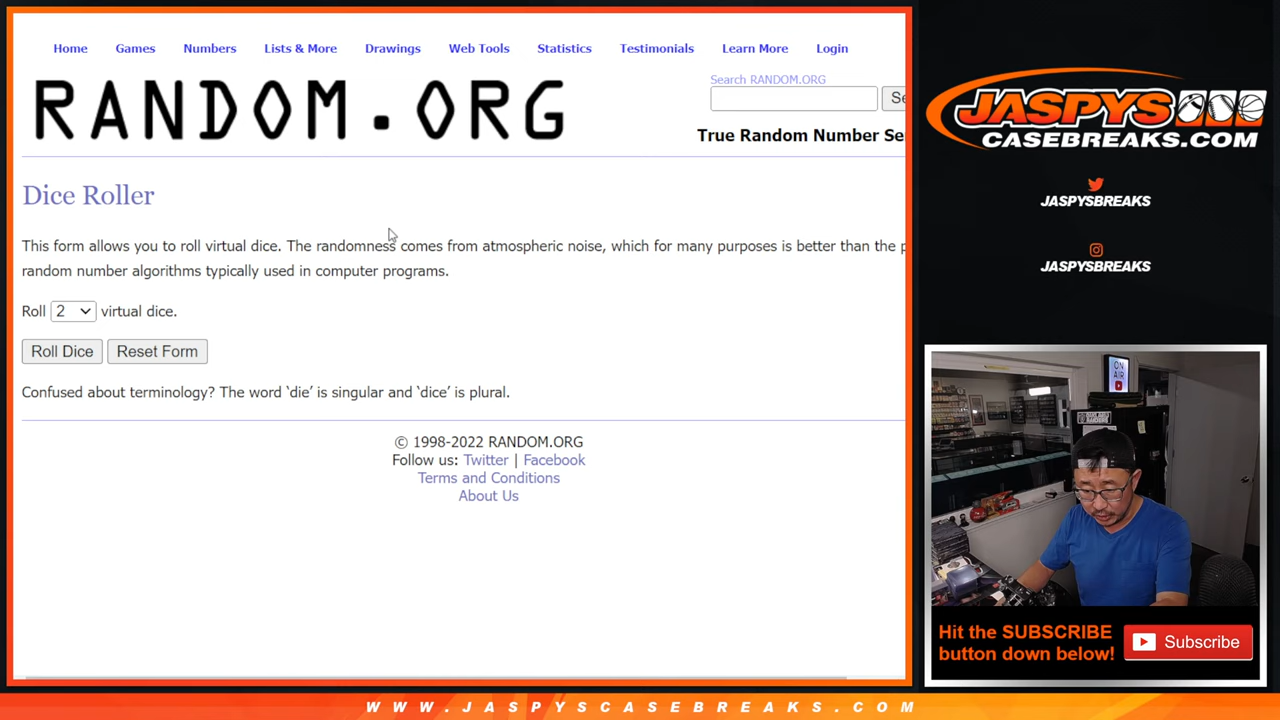 Home Games Numbers Lists & More Drawings Web Tools Statistics Testimonials Learn More Login
RANDOM.ORG
Search RANDOM.ORG
Se
True Random Number Se
Dice Roller
This form allows you to roll virtual dice. The randomness comes from atmospheric noise, which for many purposes is better than the p
random number algorithms typically used in computer programs.
Roll 2 virtual dice.
Roll Dice Reset Form
Confused about terminology? The word ‘die’ is singular and ‘dice’ is plural.
© 1998-2022 RANDOM.ORG
Follow us: Twitter | Facebook
Terms and Conditions
About Us
JASPYS
CASEBREAKS.COM
JASPYSBREAKS
JASPYSBREAKS
ON
AIR
Hit the SUBSCRIBE
button down below!
Subscribe
WWW.JASPYSCASEBREAKS.COM